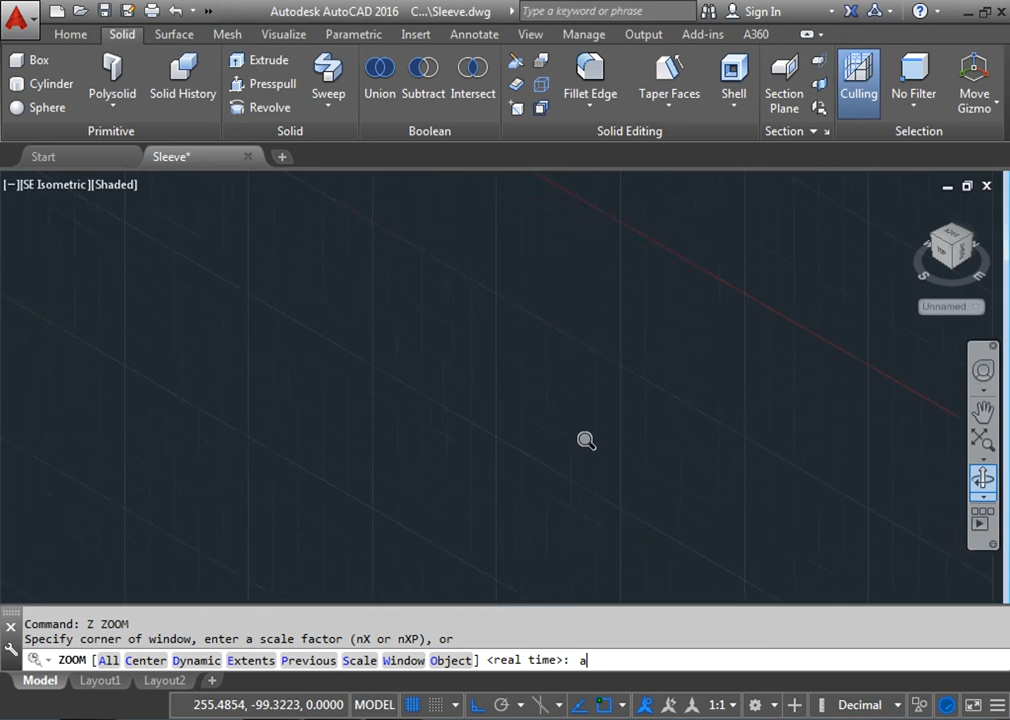 Autodesk AutoCAD 2016 C...\Sleeve.dwg
Type a keyword or phrase
Sign In
Home Solid Surface Mesh Visualize Parametric Insert Annotate View Manage Output Add-ins A360
Box
Cylinder
Sphere
Polysolid
Solid History
Extrude
Presspull
Revolve
Sweep
Union
Subtract
Intersect
Fillet Edge
Taper Faces
Shell
Section
Plane
Culling
No Filter
Move
Gizmo
Primitive
Solid
Boolean
Solid Editing
Section
Selection
Start
Sleeve*
[−][SE Isometric][Shaded]
TOP
S
E
Unnamed
Command: Z ZOOM
Specify corner of window, enter a scale factor (nX or nXP), or
ZOOM [All Center Dynamic Extents Previous Scale Window Object] <real time>: a
Model Layout1 Layout2
255.4854, -99.3223, 0.0000 MODEL 1:1 Decimal